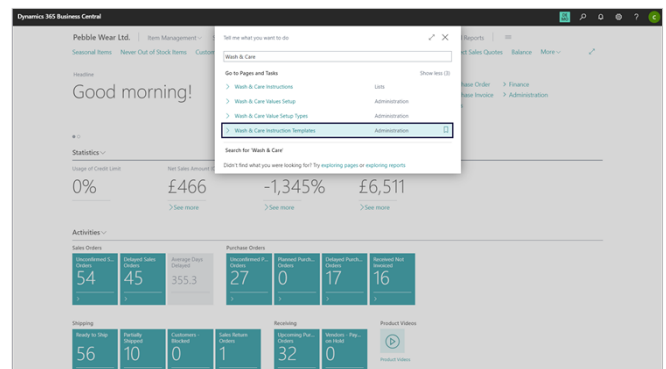 Dynamics 365 Business Central
Pebble Wear Ltd.
Item Management
Reports
Seasonal Items Never Out of Stock Items Custom
Sales Quotes Balance More
Tell me what you want to do
Wash & Care
Go to Pages and Tasks
Show less (3)
Wash & Care Instructions Lists
Wash & Care Values Setup Administration
Wash & Care Value Setup Types Administration
Wash & Care Instruction Templates Administration
Search for 'Wash & Care'
Didn't find what you were looking for? Try exploring pages or exploring reports
Headline
Good morning!
hase Order > Finance
hase Invoice > Administration
Statistics
Usage of Credit Limit
0%
Net Sales Amount
£466
>See more
-1,345%
>See more
£6,511
>See more
Activities
Sales Orders
Purchase Orders
Unconfirmed S... Orders
54
Delayed Sales Orders
45
Average Days Delayed
355.3
Unconfirmed P... Orders
27
Planned Purch... Orders
0
Delayed Purch... Orders
17
Received Not Invoiced
16
Shipping
Receiving
Product Videos
Ready to Ship
56
Partially Shipped
10
Customers - Blocked
0
Sales Return Orders
1
Upcoming Pur... Orders
32
Vendors - Pay... on Hold
0
Product Videos